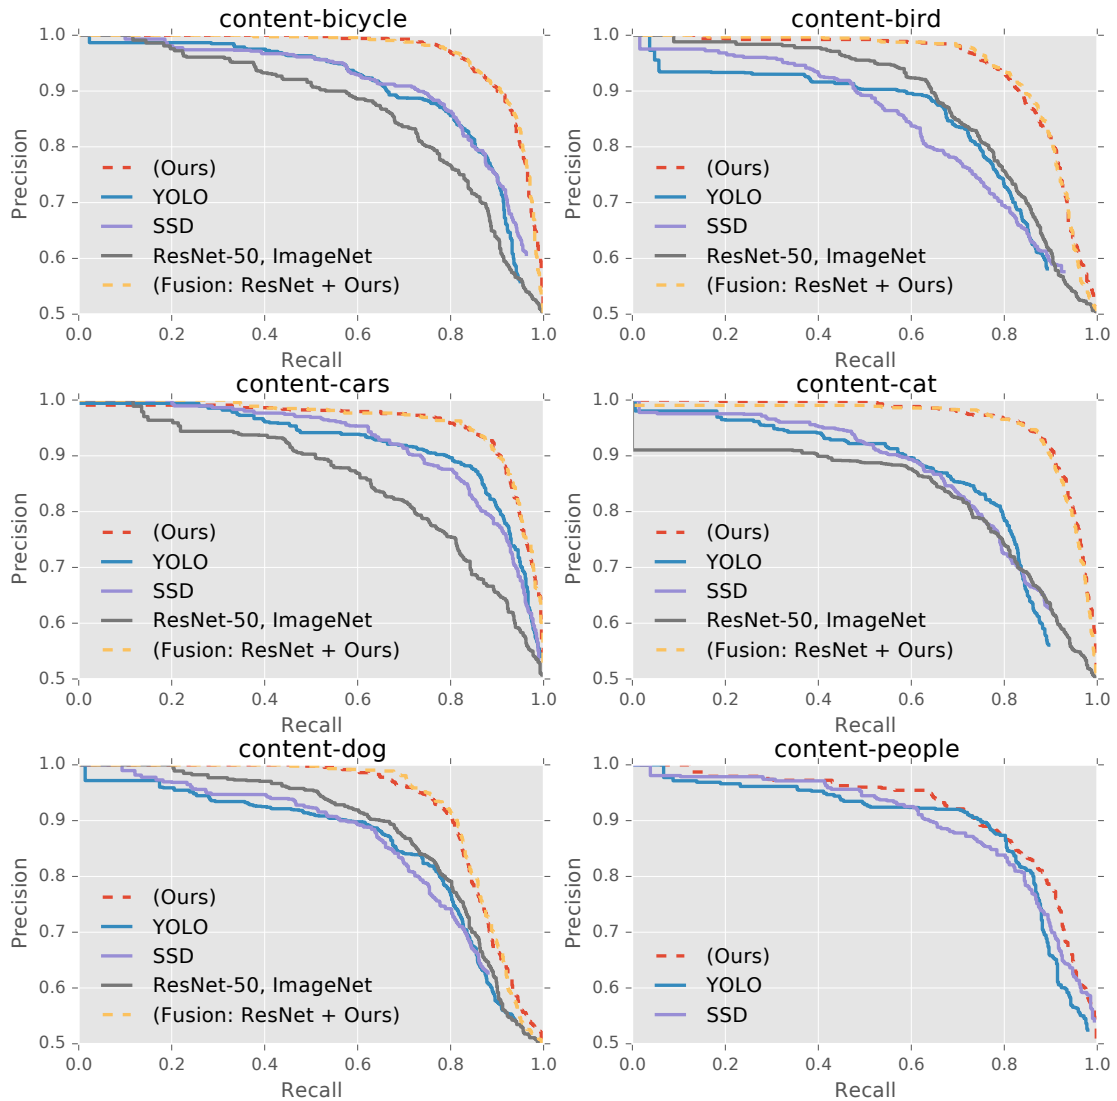 content-bicycle
1.0
0.9
0.8
0.7
0.6
0.5
Precision
(Ours)
YOLO
SSD
ResNet-50, ImageNet
(Fusion: ResNet + Ours)
0.0 0.2 0.4 0.6 0.8 1.0
Recall
content-bird
1.0
0.9
0.8
0.7
0.6
0.5
Precision
(Ours)
YOLO
SSD
ResNet-50, ImageNet
(Fusion: ResNet + Ours)
0.0 0.2 0.4 0.6 0.8 1.0
Recall
content-cars
1.0
0.9
0.8
0.7
0.6
0.5
Precision
(Ours)
YOLO
SSD
ResNet-50, ImageNet
(Fusion: ResNet + Ours)
0.0 0.2 0.4 0.6 0.8 1.0
Recall
content-cat
1.0
0.9
0.8
0.7
0.6
0.5
Precision
(Ours)
YOLO
SSD
ResNet-50, ImageNet
(Fusion: ResNet + Ours)
0.0 0.2 0.4 0.6 0.8 1.0
Recall
content-dog
1.0
0.9
0.8
0.7
0.6
0.5
Precision
(Ours)
YOLO
SSD
ResNet-50, ImageNet
(Fusion: ResNet + Ours)
0.0 0.2 0.4 0.6 0.8 1.0
Recall
content-people
1.0
0.9
0.8
0.7
0.6
0.5
Precision
(Ours)
YOLO
SSD
0.0 0.2 0.4 0.6 0.8 1.0
Recall